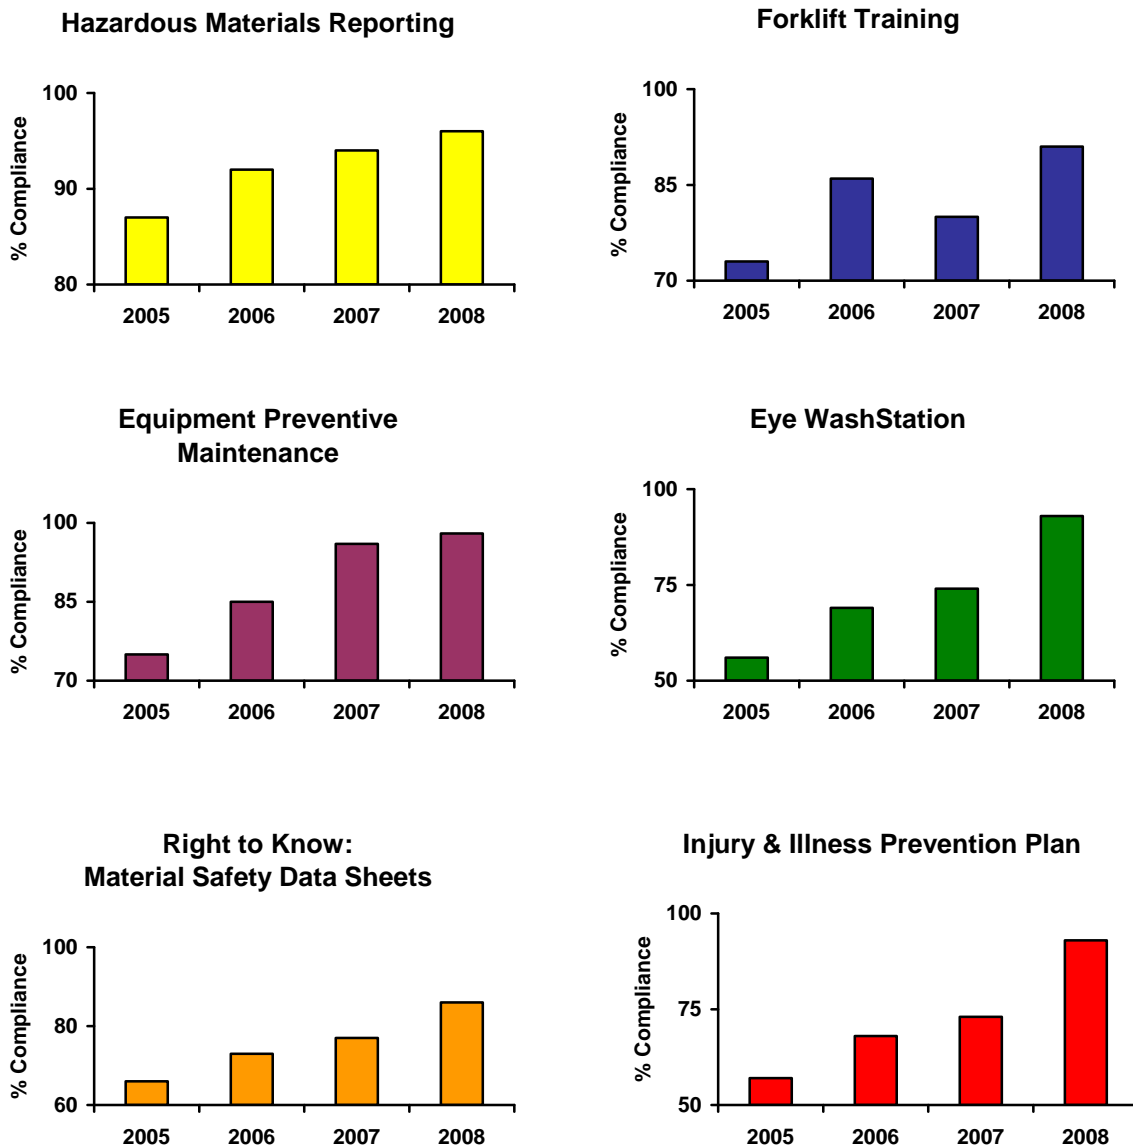 Hazardous Materials Reporting
% Compliance
100
90
80
2005 2006 2007 2008
Forklift Training
% Compliance
100
85
70
2005 2006 2007 2008
Equipment Preventive
Maintenance
% Compliance
100
85
70
2005 2006 2007 2008
Eye WashStation
% Compliance
100
75
50
2005 2006 2007 2008
Right to Know:
Material Safety Data Sheets
% Compliance
100
80
60
2005 2006 2007 2008
Injury & Illness Prevention Plan
% Compliance
100
75
50
2005 2006 2007 2008